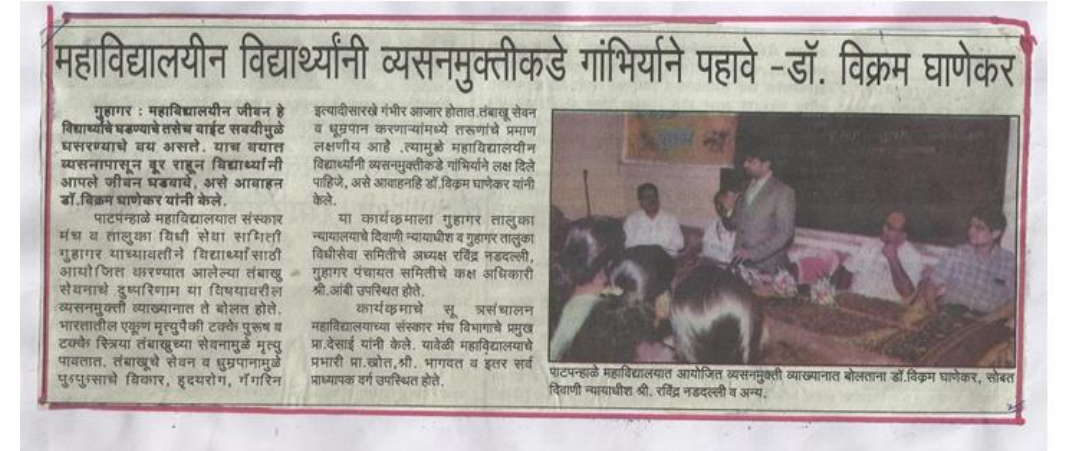 महाविद्यालयीन विद्यार्थ्यांनी व्यसनमुक्तीकडे गांभिर्याने पहावे -डॉ. विक्रम घाणेकर
गुहागर : महाविद्यालयीन जीवन हे
विद्यार्थ्यांचे घडण्याचे तसेच वाईट सवयीमुळे
घसरण्याचे वय असते. याच वयात
व्यसनापासून दूर राहून विद्यार्थ्यांनी
आपले जीवन घडवावे, असे आवाहन
डॉ.विक्रम घाणेकर यांनी केले.
पाटपन्हाळे महाविद्यालयात संस्कार
मंच व तालुका विधी सेवा समिती
गुहागर याच्यावतीने विद्यार्थ्यासाठी
आयोजित करण्यात आलेल्या तंबाखु
सेवनाचे दुष्परिणाम या विषयावरील
व्यसनमुक्ती व्याख्यानात ते बोलत होते.
भारतातील एकूण मृत्युपैकी टक्के पुरूष व
टक्के स्त्रिया तंबाखुच्या सेवनामुळे मृत्यु
पावतात. तंबाखूचे सेवन व धुम्रपानामुळे
फुफ्फुसाचे विकार, हृदयरोग, गॅगरिन
इत्यादीसारखे गंभीर आजार होतात.तंबाखु सेवन
व धूम्रपान करणाऱ्यांमध्ये तरूणांचे प्रमाण
लक्षणीय आहे .त्यामुळे महाविद्यालयीन
विद्यार्थ्यांनी व्यसनमुक्तीकडे गांभिर्याने लक्ष दिले
पाहिजे, असे आवाहनहि डॉ.विक्रम घाणेकर यांनी
केले.
या कार्यक्रमाला गुहागर तालुका
न्यायालयाचे दिवाणी न्यायाधीश व गुहागर तालुका
विधीसेवा समितीचे अध्यक्ष रविंद्र नडदल्ली,
गुहागर पंचायत समितीचे कक्ष अधिकारी
श्री.आंबी उपस्थित होते.
कार्यक्रमाचे सू त्रसंचालन
महाविद्यालयाच्या संस्कार मंच विभागाचे प्रमुख
प्रा.देसाई यांनी केले. यावेळी महाविद्यालयाचे
प्रभारी प्रा.खोत,श्री. भागवत व इतर सर्व
प्राध्यापक वर्ग उपस्थित होते.
पाटपन्हाळे महाविद्यालयात आयोजित व्यसनमुक्ती व्याख्यानात बोलताना डॉ.विक्रम घाणेकर, सोबत
दिवाणी न्यायाधीश श्री. रविंद्र नडदल्ली व अन्य.